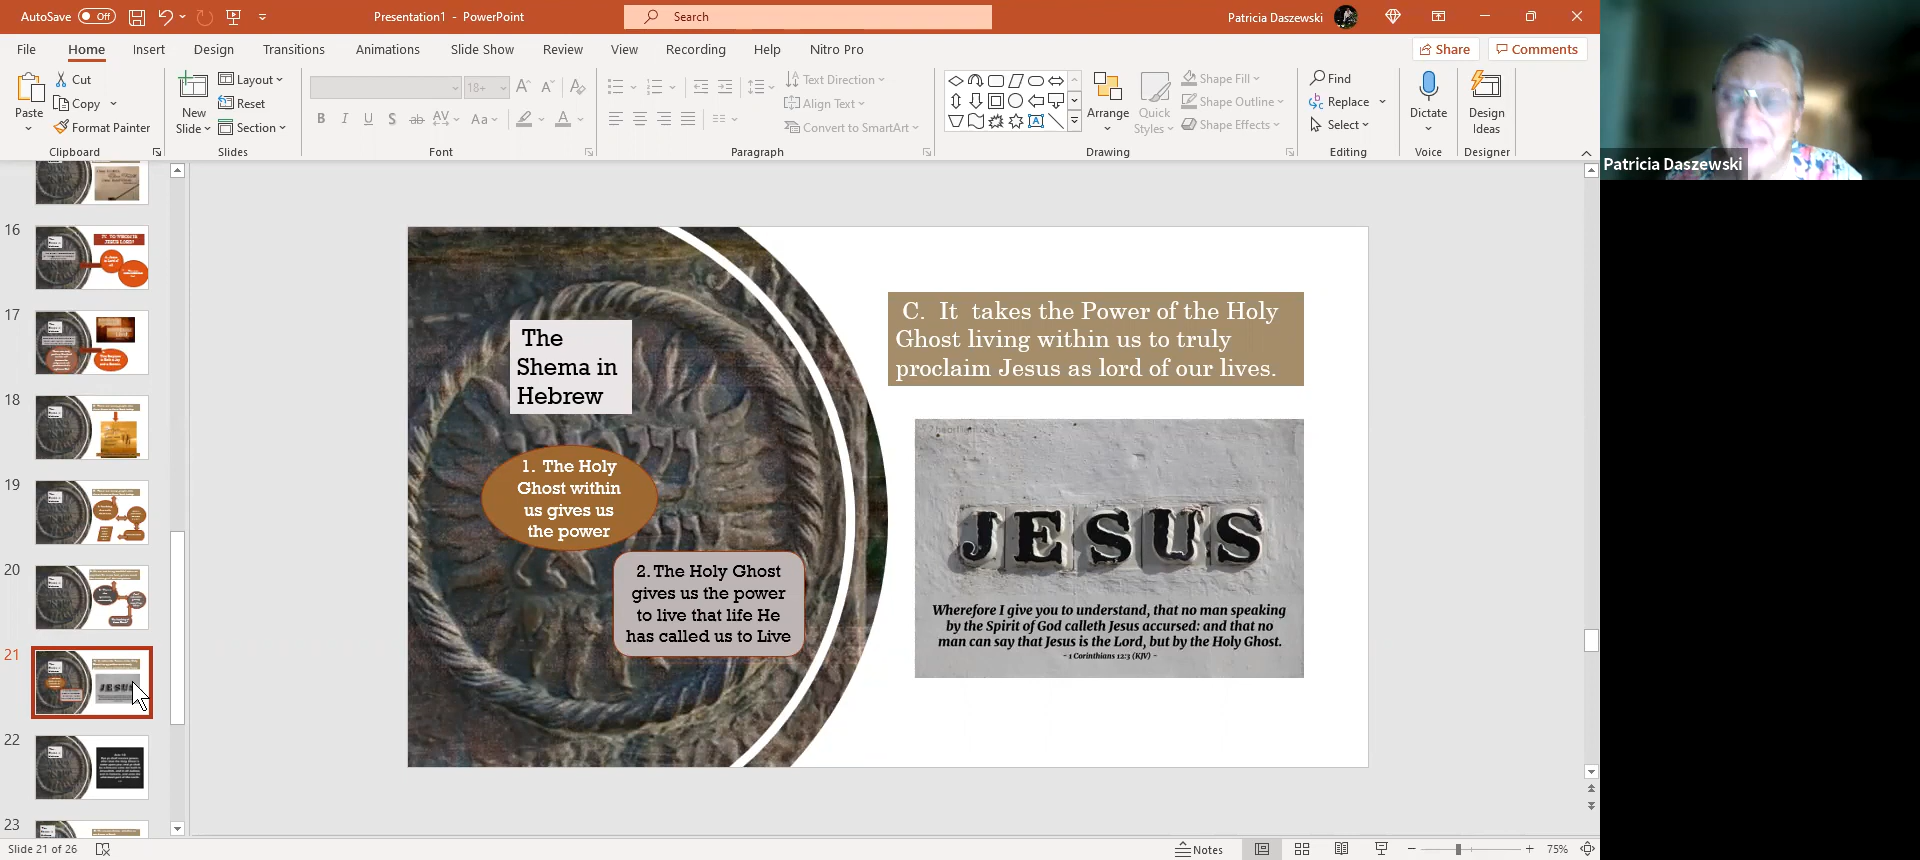 AutoSave Off
Presentation1 - PowerPoint
Search
Patricia Daszewski
File Home Insert Design Transitions Animations Slide Show Review View Recording Help Nitro Pro
Share Comments
Paste
Cut
Copy
Format Painter
Clipboard
New
Slide
Layout
Reset
Section
Slides
18+
Font
Text Direction
Align Text
Convert to SmartArt
Paragraph
Arrange
Quick
Styles
Shape Fill
Shape Outline
Shape Effects
Drawing
Find
Replace
Select
Editing
Dictate
Voice
Design
Ideas
Designer
Patricia Daszewski
16
17
18
19
20
21
22
23
The
Shema in
Hebrew
1. The Holy
Ghost within
us gives us
the power
2. The Holy Ghost
gives us the power
to live that life He
has called us to Live
C. It takes the Power of the Holy
Ghost living within us to truly
proclaim Jesus as lord of our lives.
JESUS
Wherefore I give you to understand, that no man speaking
by the Spirit of God calleth Jesus accursed: and that no
man can say that Jesus is the Lord, but by the Holy Ghost.
~ 1 Corinthians 12:3 (KJV) ~
Slide 21 of 26
Notes
75%